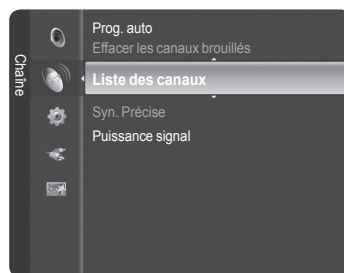 Chaîne
Prog. auto
Effacer les canaux brouillés
Liste des canaux
Syn. Précise
Puissance signal